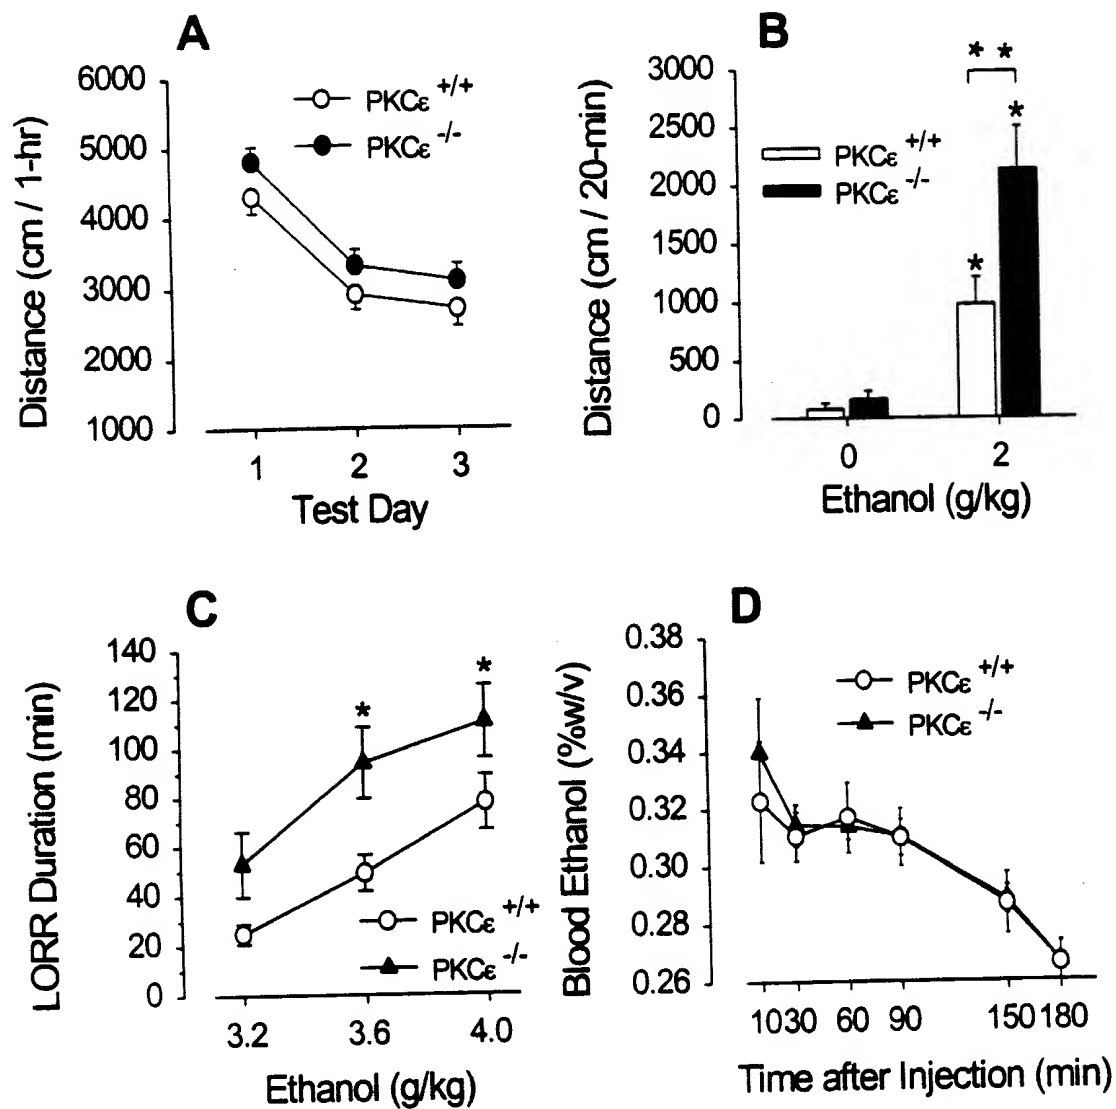 A
6000
5000
4000
3000
2000
1000
Distance (cm / 1-hr)
PKCε +/+
PKCε -/-
1 2 3
Test Day
B
3000
2500
2000
1500
1000
500
0
Distance (cm / 20-min)
PKCε +/+
PKCε -/-
* *
*
*
0 2
Ethanol (g/kg)
C
140
120
100
80
60
40
20
0
LORR Duration (min)
*
*
PKCε +/+
PKCε -/-
3.2 3.6 4.0
Ethanol (g/kg)
D
0.38
0.36
0.34
0.32
0.30
0.28
0.26
Blood Ethanol (%w/v)
PKCε +/+
PKCε -/-
10 30 60 90 150 180
Time after Injection (min)